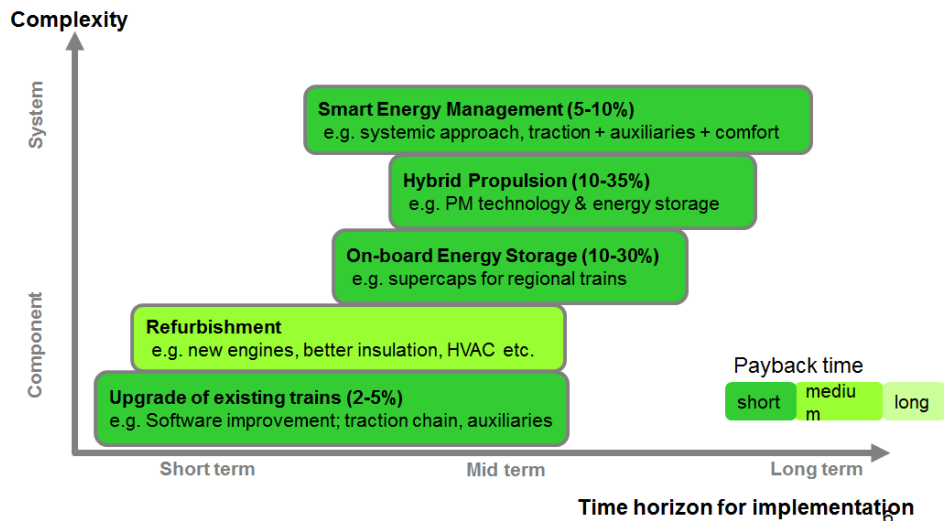 Complexity
System
Smart Energy Management (5-10%)
e.g. systemic approach, traction + auxiliaries + comfort
Hybrid Propulsion (10-35%)
e.g. PM technology & energy storage
On-board Energy Storage (10-30%)
e.g. supercaps for regional trains
Component
Refurbishment
e.g. new engines, better insulation, HVAC etc.
Upgrade of existing trains (2-5%)
e.g. Software improvement; traction chain, auxiliaries
Payback time
short
mediu
m
long
Short term
Mid term
Long term
Time horizon for implementation